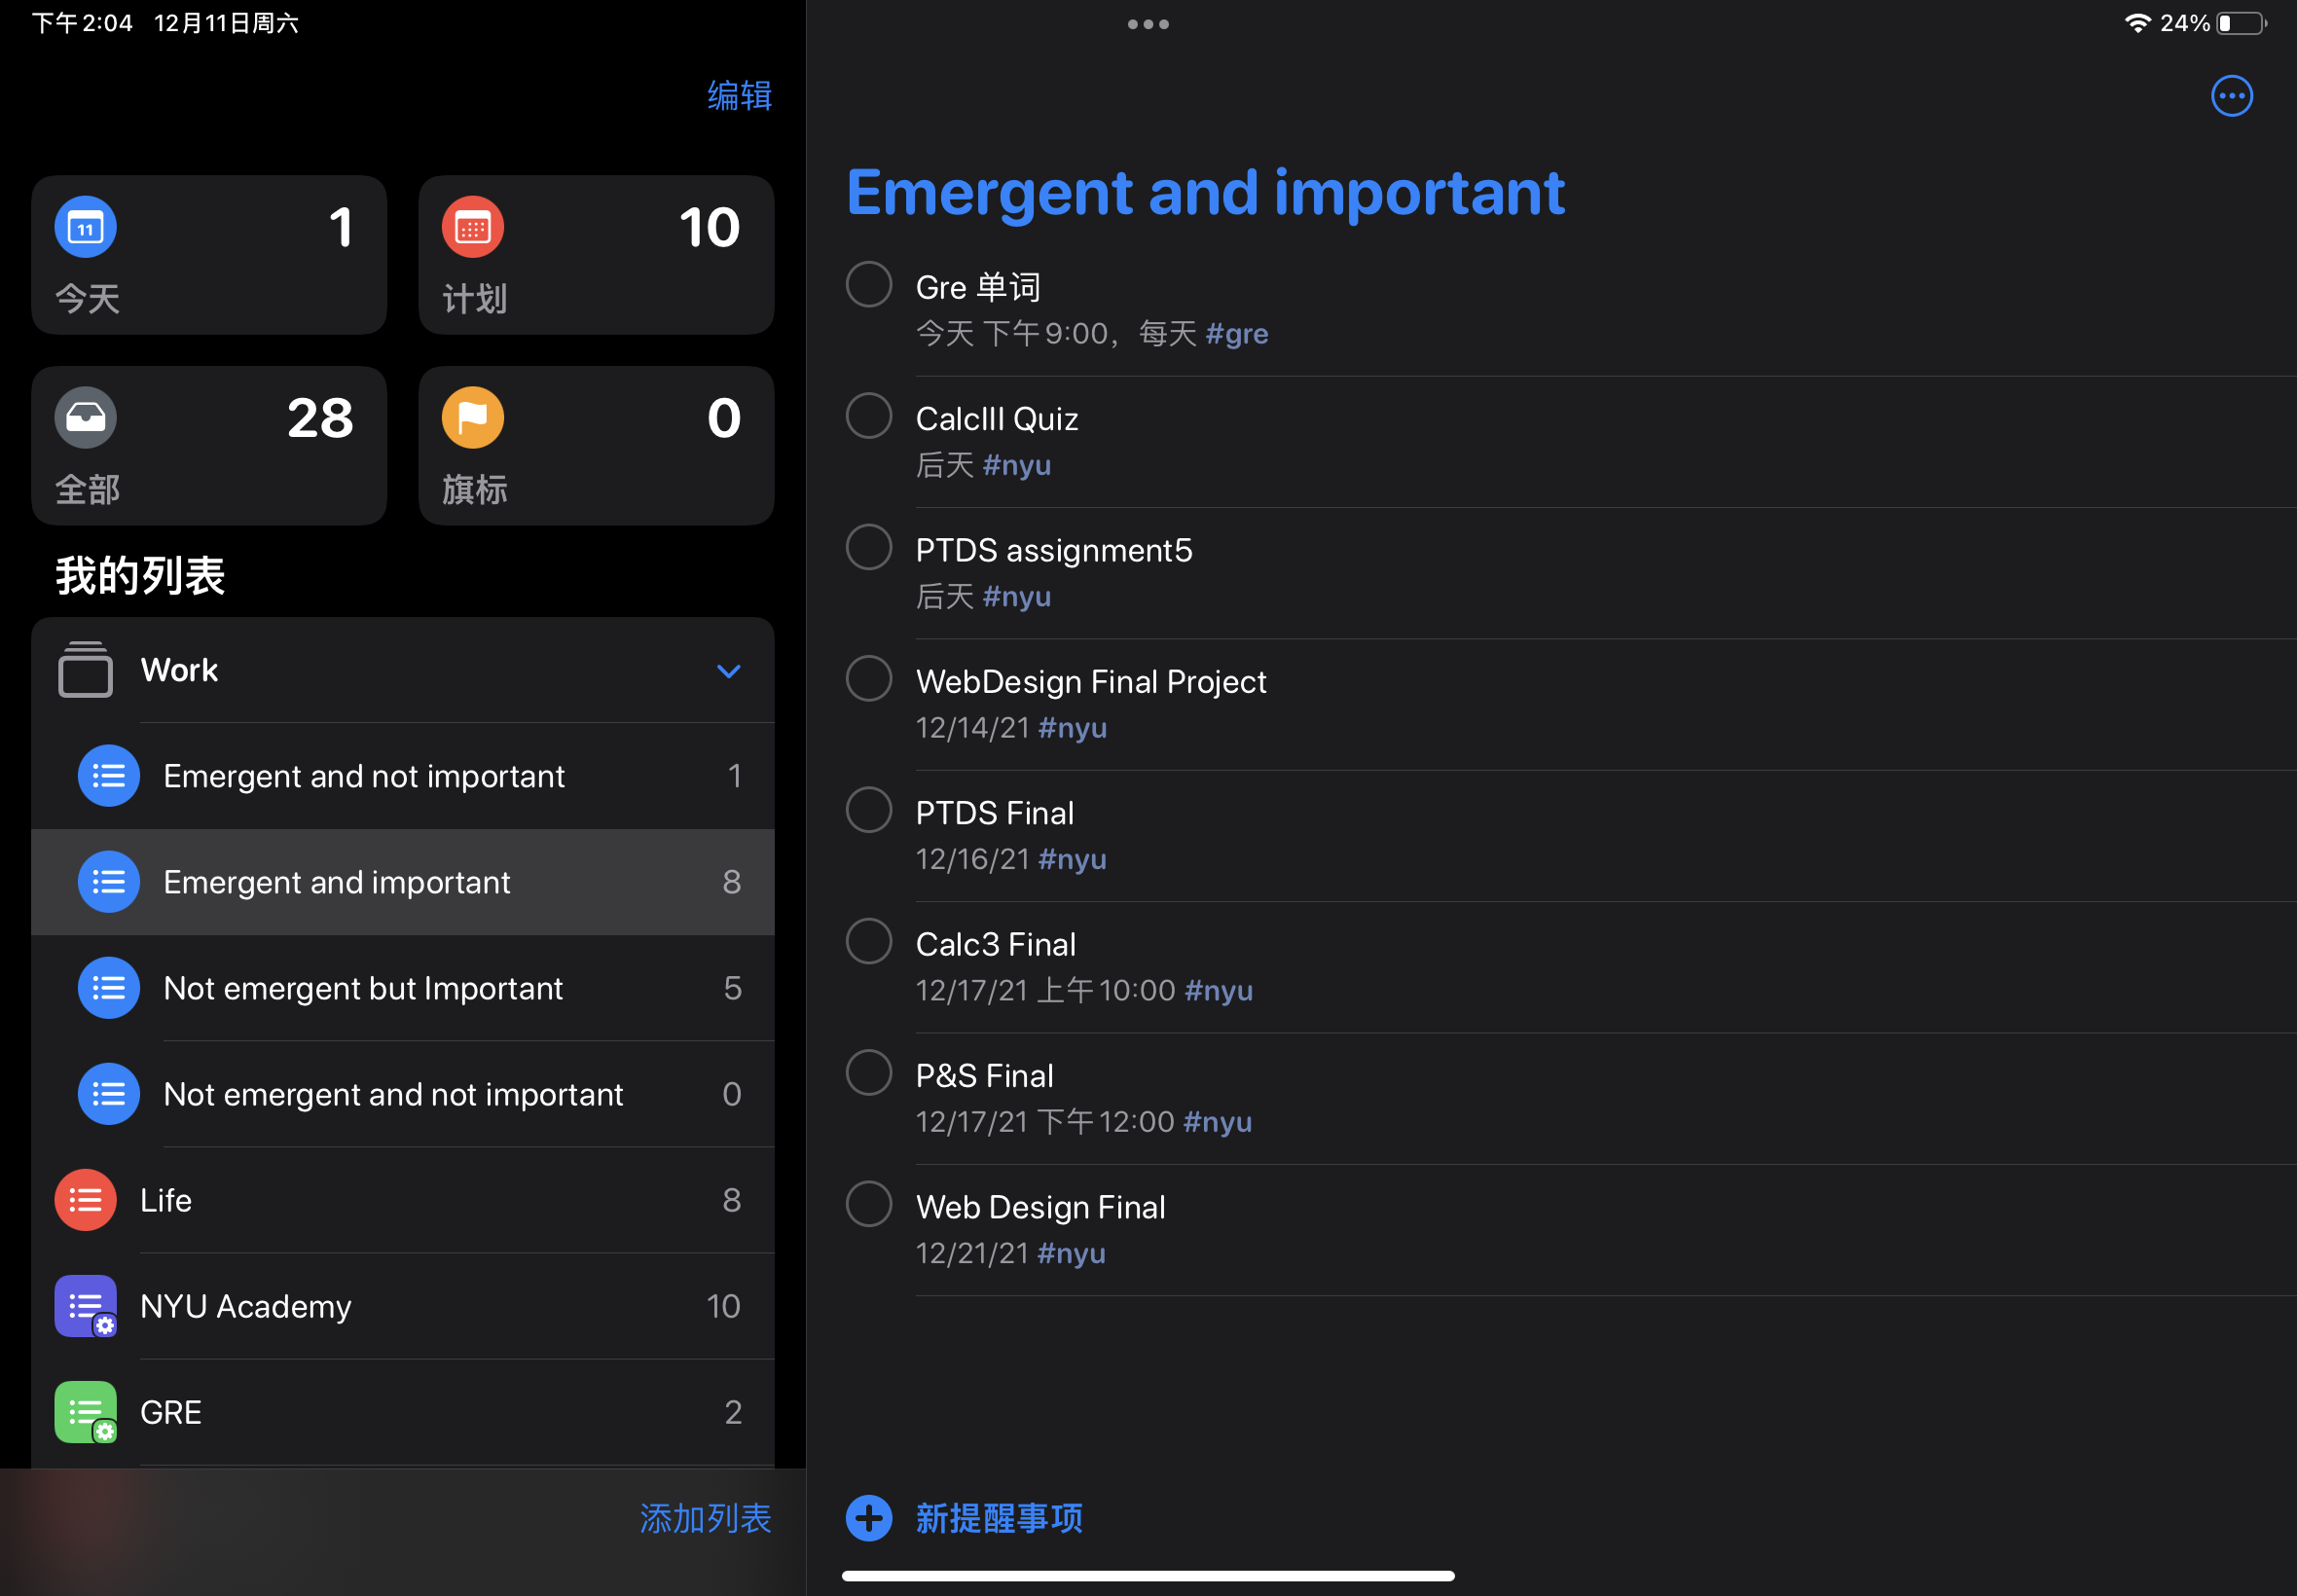 下午2:04 12月11日周六
24%
编辑
11
1
今天
10
计划
28
全部
0
旗标
我的列表
Work
Emergent and not important 1
Emergent and important 8
Not emergent but Important 5
Not emergent and not important 0
Life 8
NYU Academy 10
GRE 2
添加列表
Emergent and important
Gre 单词
今天 下午9:00，每天 #gre
CalcIII Quiz
后天 #nyu
PTDS assignment5
后天 #nyu
WebDesign Final Project
12/14/21 #nyu
PTDS Final
12/16/21 #nyu
Calc3 Final
12/17/21 上午10:00 #nyu
P&S Final
12/17/21 下午12:00 #nyu
Web Design Final
12/21/21 #nyu
新提醒事项